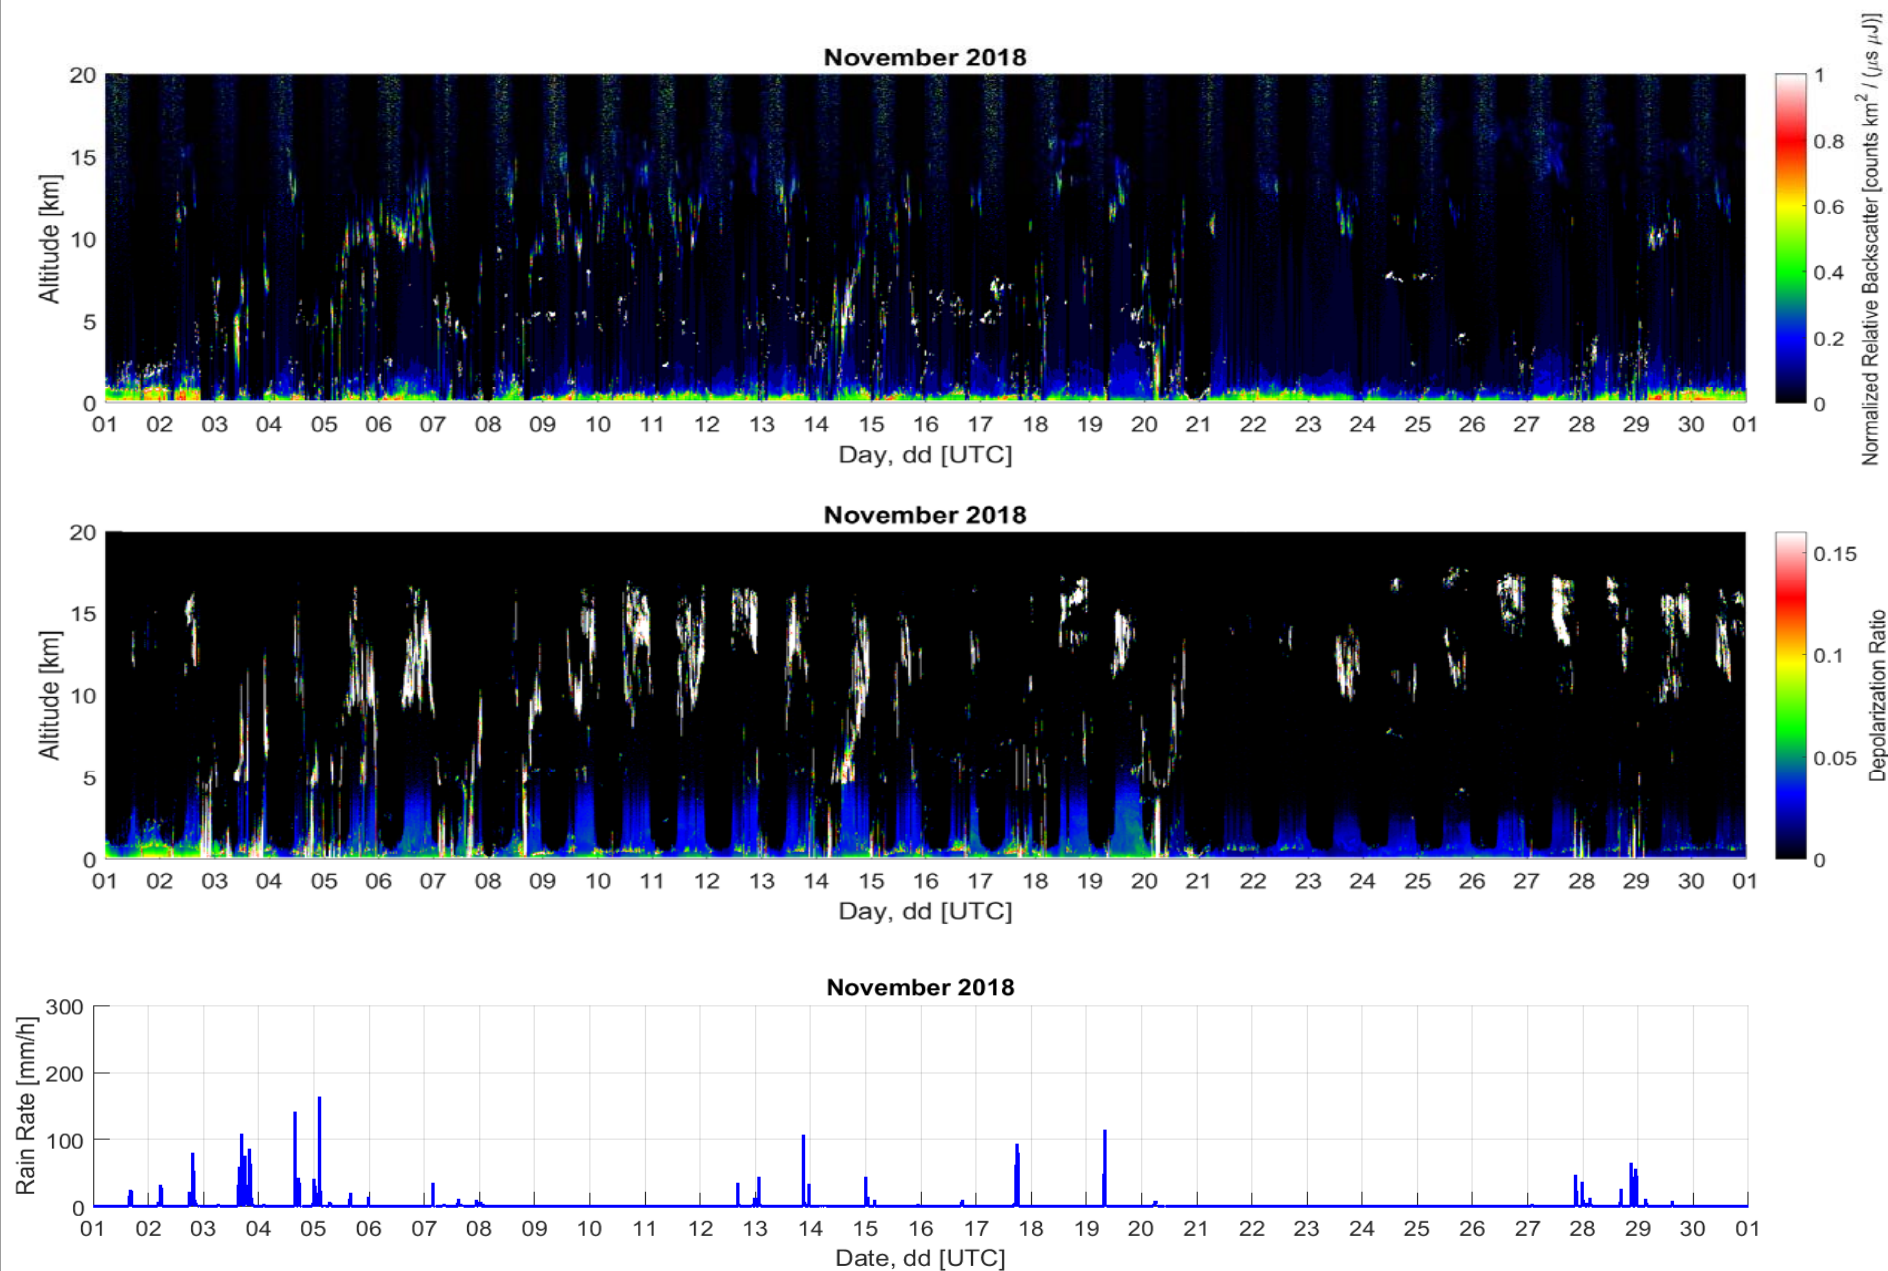 November 2018
20
15
10
5
0
Altitude [km]
01 02 03 04 05 06 07 08 09 10 11 12 13 14 15 16 17 18 19 20 21 22 23 24 25 26 27 28 29 30 01
Day, dd [UTC]
1
0.8
0.6
0.4
0.2
0
Normalized Relative Backscatter [counts km² / (μs μJ)]
November 2018
20
15
10
5
0
Altitude [km]
01 02 03 04 05 06 07 08 09 10 11 12 13 14 15 16 17 18 19 20 21 22 23 24 25 26 27 28 29 30 01
Day, dd [UTC]
0.15
0.1
0.05
0
Depolarization Ratio
November 2018
300
200
100
0
Rain Rate [mm/h]
01 02 03 04 05 06 07 08 09 10 11 12 13 14 15 16 17 18 19 20 21 22 23 24 25 26 27 28 29 30 01
Date, dd [UTC]